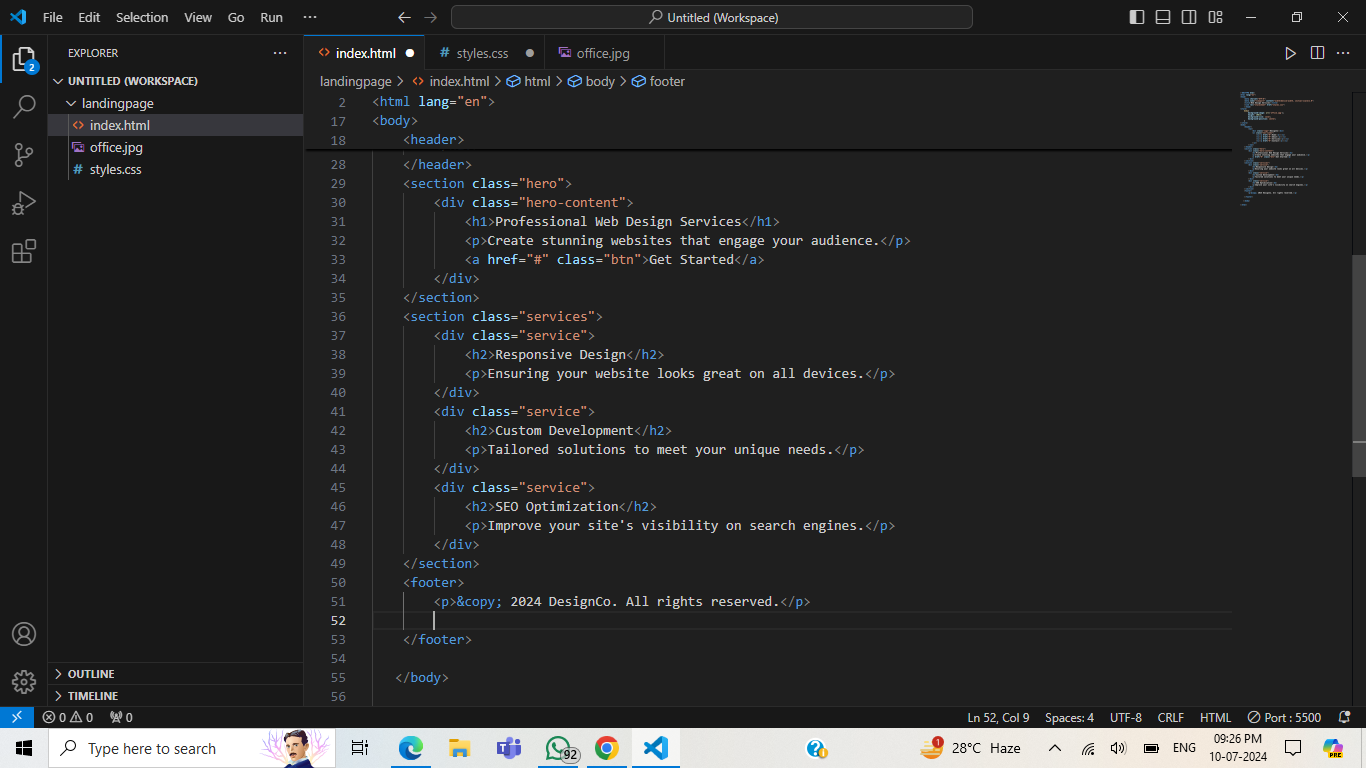 File Edit Selection View Go Run ··· Untitled (Workspace)
EXPLORER ···
UNTITLED (WORKSPACE)
landingpage
index.html
office.jpg
styles.css
OUTLINE
TIMELINE
index.html styles.css office.jpg
landingpage > index.html > html > body > footer
2 <html lang="en">
17 <body>
18 <header>
28 </header>
29 <section class="hero">
30 <div class="hero-content">
31 <h1>Professional Web Design Services</h1>
32 <p>Create stunning websites that engage your audience.</p>
33 <a href="#" class="btn">Get Started</a>
34 </div>
35 </section>
36 <section class="services">
37 <div class="service">
38 <h2>Responsive Design</h2>
39 <p>Ensuring your website looks great on all devices.</p>
40 </div>
41 <div class="service">
42 <h2>Custom Development</h2>
43 <p>Tailored solutions to meet your unique needs.</p>
44 </div>
45 <div class="service">
46 <h2>SEO Optimization</h2>
47 <p>Improve your site's visibility on search engines.</p>
48 </div>
49 </section>
50 <footer>
51 <p>&copy; 2024 DesignCo. All rights reserved.</p>
52
53 </footer>
54
55 </body>
56
2
0 0 0 Ln 52, Col 9 Spaces: 4 UTF-8 CRLF HTML Port : 5500
Type here to search 92 1 28°C Haze ENG 09:26 PM
10-07-2024
PRE